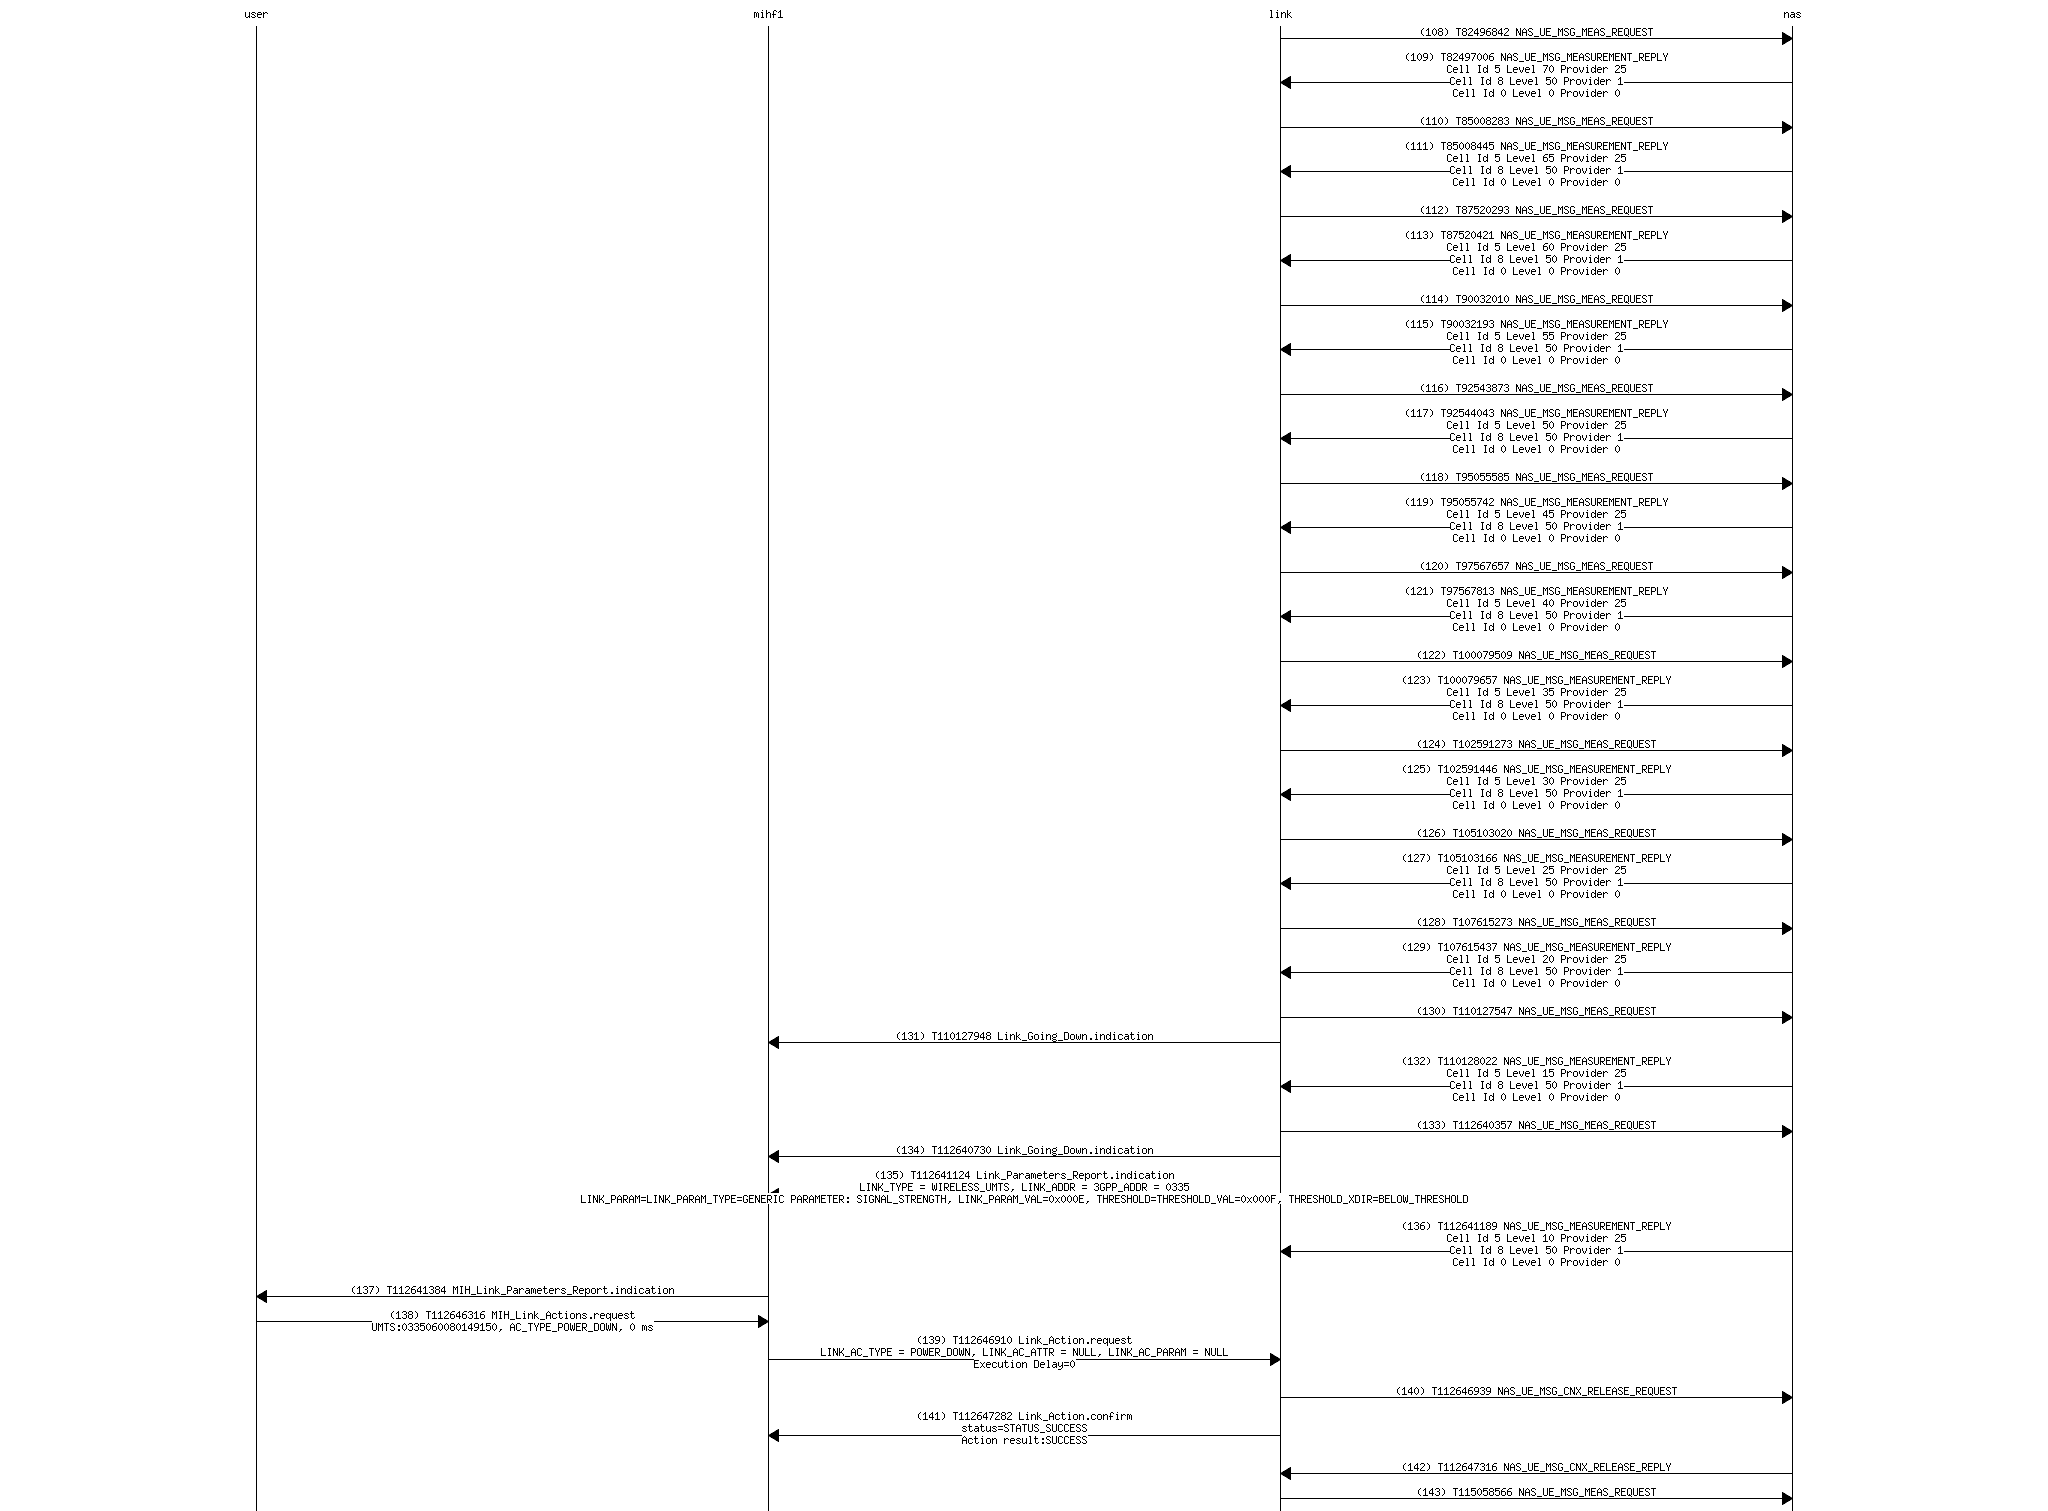 user mihf1 link nas
(108) T82496842 NAS_UE_MSG_MEAS_REQUEST
(109) T82497006 NAS_UE_MSG_MEASUREMENT_REPLY
Cell Id 5 Level 70 Provider 25
Cell Id 8 Level 50 Provider 1
Cell Id 0 Level 0 Provider 0
(110) T85008283 NAS_UE_MSG_MEAS_REQUEST
(111) T85008445 NAS_UE_MSG_MEASUREMENT_REPLY
Cell Id 5 Level 65 Provider 25
Cell Id 8 Level 50 Provider 1
Cell Id 0 Level 0 Provider 0
(112) T87520293 NAS_UE_MSG_MEAS_REQUEST
(113) T87520421 NAS_UE_MSG_MEASUREMENT_REPLY
Cell Id 5 Level 60 Provider 25
Cell Id 8 Level 50 Provider 1
Cell Id 0 Level 0 Provider 0
(114) T90032010 NAS_UE_MSG_MEAS_REQUEST
(115) T90032193 NAS_UE_MSG_MEASUREMENT_REPLY
Cell Id 5 Level 55 Provider 25
Cell Id 8 Level 50 Provider 1
Cell Id 0 Level 0 Provider 0
(116) T92543873 NAS_UE_MSG_MEAS_REQUEST
(117) T92544043 NAS_UE_MSG_MEASUREMENT_REPLY
Cell Id 5 Level 50 Provider 25
Cell Id 8 Level 50 Provider 1
Cell Id 0 Level 0 Provider 0
(118) T95055585 NAS_UE_MSG_MEAS_REQUEST
(119) T95055742 NAS_UE_MSG_MEASUREMENT_REPLY
Cell Id 5 Level 45 Provider 25
Cell Id 8 Level 50 Provider 1
Cell Id 0 Level 0 Provider 0
(120) T97567657 NAS_UE_MSG_MEAS_REQUEST
(121) T97567813 NAS_UE_MSG_MEASUREMENT_REPLY
Cell Id 5 Level 40 Provider 25
Cell Id 8 Level 50 Provider 1
Cell Id 0 Level 0 Provider 0
(122) T100079509 NAS_UE_MSG_MEAS_REQUEST
(123) T100079657 NAS_UE_MSG_MEASUREMENT_REPLY
Cell Id 5 Level 35 Provider 25
Cell Id 8 Level 50 Provider 1
Cell Id 0 Level 0 Provider 0
(124) T102591273 NAS_UE_MSG_MEAS_REQUEST
(125) T102591446 NAS_UE_MSG_MEASUREMENT_REPLY
Cell Id 5 Level 30 Provider 25
Cell Id 8 Level 50 Provider 1
Cell Id 0 Level 0 Provider 0
(126) T105103020 NAS_UE_MSG_MEAS_REQUEST
(127) T105103166 NAS_UE_MSG_MEASUREMENT_REPLY
Cell Id 5 Level 25 Provider 25
Cell Id 8 Level 50 Provider 1
Cell Id 0 Level 0 Provider 0
(128) T107615273 NAS_UE_MSG_MEAS_REQUEST
(129) T107615437 NAS_UE_MSG_MEASUREMENT_REPLY
Cell Id 5 Level 20 Provider 25
Cell Id 8 Level 50 Provider 1
Cell Id 0 Level 0 Provider 0
(130) T110127547 NAS_UE_MSG_MEAS_REQUEST
(131) T110127948 Link_Going_Down.indication
(132) T110128022 NAS_UE_MSG_MEASUREMENT_REPLY
Cell Id 5 Level 15 Provider 25
Cell Id 8 Level 50 Provider 1
Cell Id 0 Level 0 Provider 0
(133) T112640357 NAS_UE_MSG_MEAS_REQUEST
(134) T112640730 Link_Going_Down.indication
(135) T112641124 Link_Parameters_Report.indication
LINK_TYPE = WIRELESS_UMTS, LINK_ADDR = 3GPP_ADDR = 0335
LINK_PARAM=LINK_PARAM_TYPE=GENERIC PARAMETER: SIGNAL_STRENGTH, LINK_PARAM_VAL=0x000E, THRESHOLD=THRESHOLD_VAL=0x000F, THRESHOLD_XDIR=BELOW_THRESHOLD
(136) T112641189 NAS_UE_MSG_MEASUREMENT_REPLY
Cell Id 5 Level 10 Provider 25
Cell Id 8 Level 50 Provider 1
Cell Id 0 Level 0 Provider 0
(137) T112641384 MIH_Link_Parameters_Report.indication
(138) T112646316 MIH_Link_Actions.request
UMTS:0335060080149150, AC_TYPE_POWER_DOWN, 0 ms
(139) T112646910 Link_Action.request
LINK_AC_TYPE = POWER_DOWN, LINK_AC_ATTR = NULL, LINK_AC_PARAM = NULL
Execution Delay=0
(140) T112646939 NAS_UE_MSG_CNX_RELEASE_REQUEST
(141) T112647282 Link_Action.confirm
status=STATUS_SUCCESS
Action result:SUCCESS
(142) T112647316 NAS_UE_MSG_CNX_RELEASE_REPLY
(143) T115058566 NAS_UE_MSG_MEAS_REQUEST